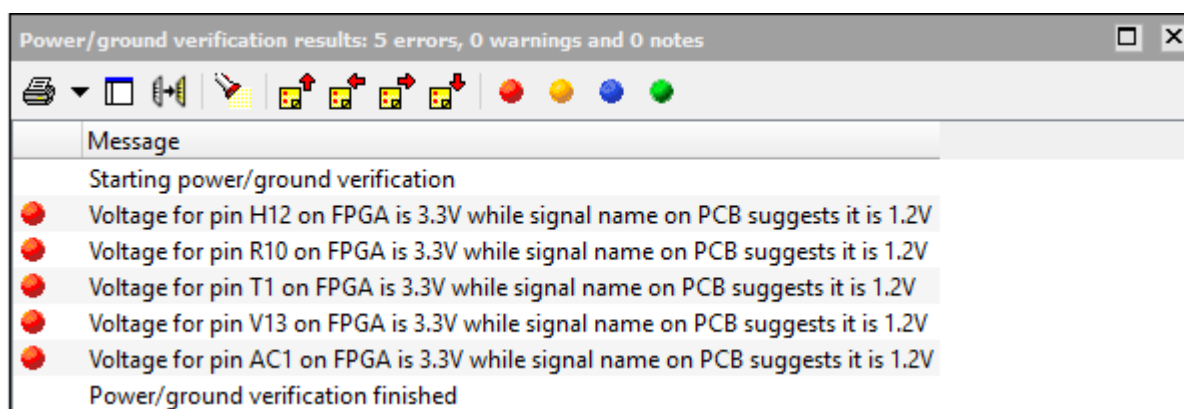 Power/ground verification results: 5 errors, 0 warnings and 0 notes
Message
Starting power/ground verification
Voltage for pin H12 on FPGA is 3.3V while signal name on PCB suggests it is 1.2V
Voltage for pin R10 on FPGA is 3.3V while signal name on PCB suggests it is 1.2V
Voltage for pin T1 on FPGA is 3.3V while signal name on PCB suggests it is 1.2V
Voltage for pin V13 on FPGA is 3.3V while signal name on PCB suggests it is 1.2V
Voltage for pin AC1 on FPGA is 3.3V while signal name on PCB suggests it is 1.2V
Power/ground verification finished